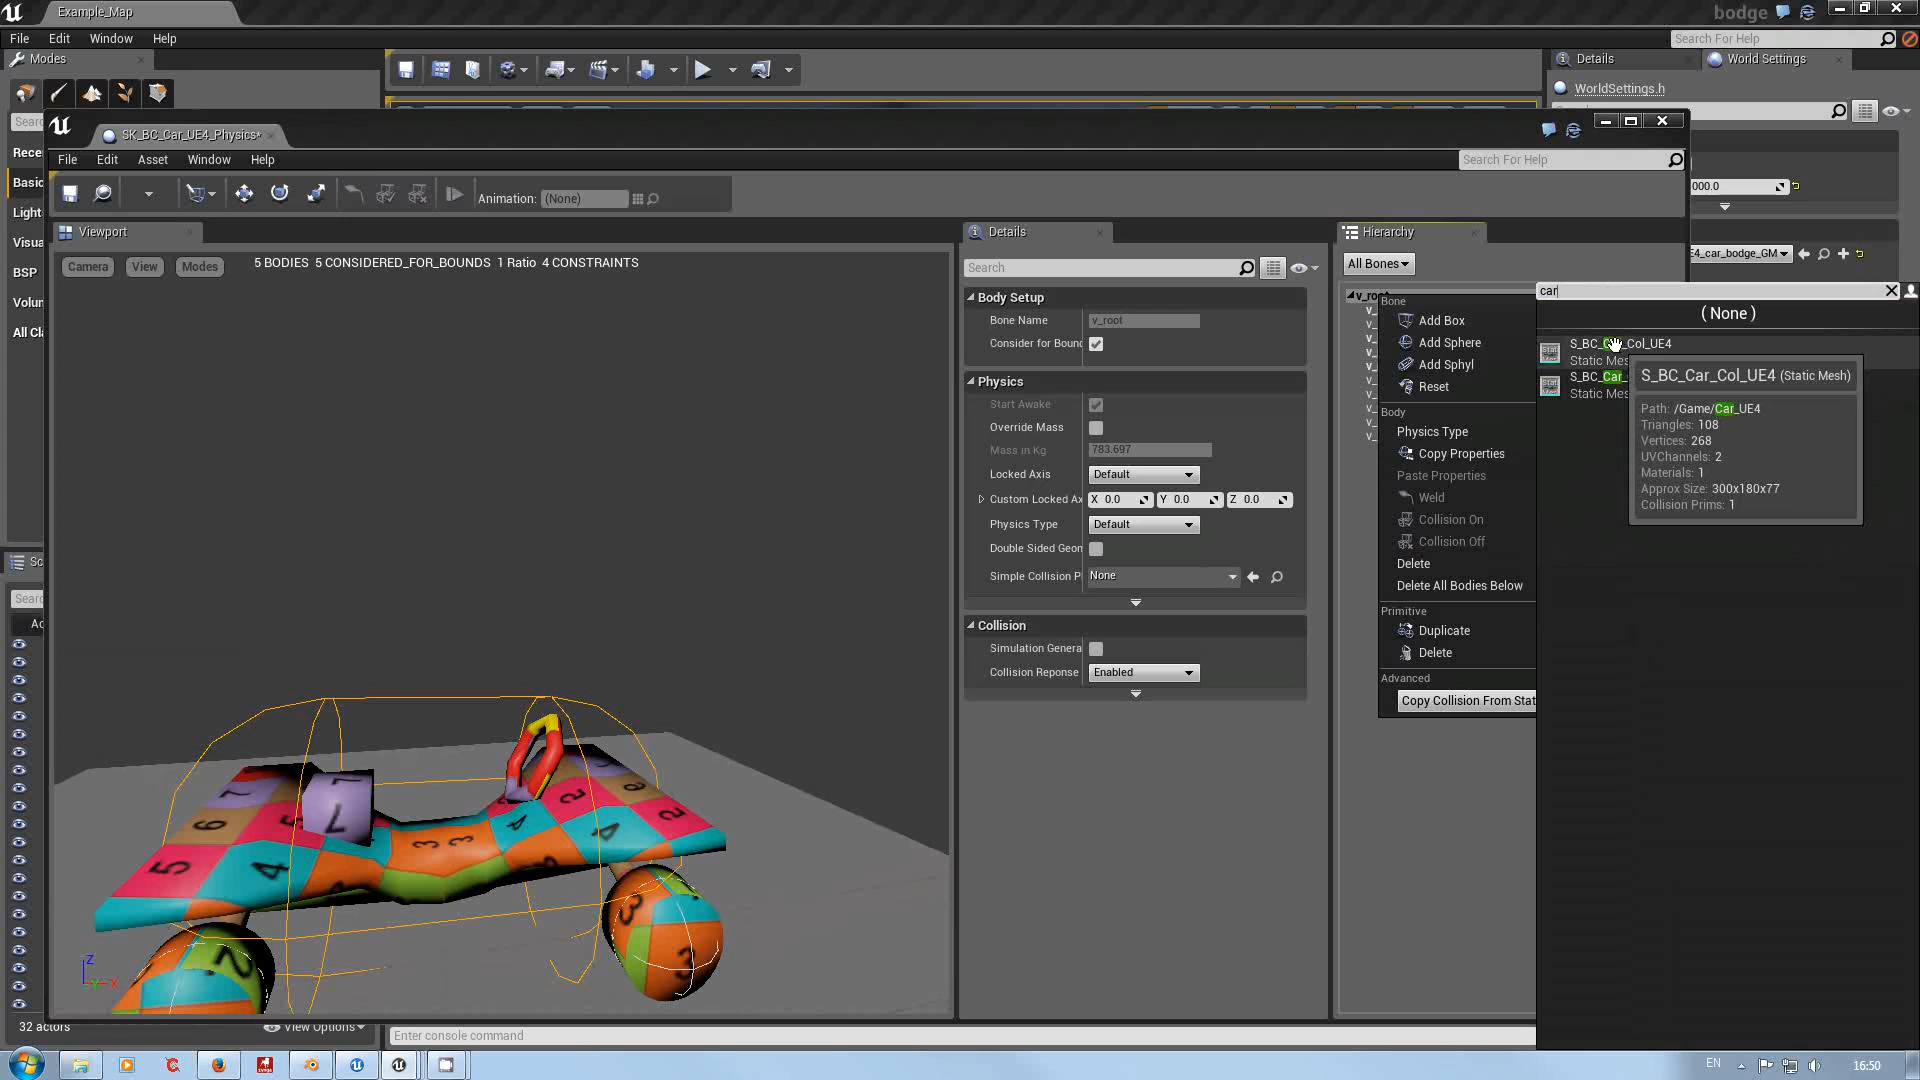 Example_Map
bodge
File Edit Window Help
Search For Help
Modes
Details
World Settings
WorldSettings.h
SK_BC_Car_UE4_Physics*
File Edit Asset Window Help
Search For Help
Animation: (None)
000.0
Viewport
Details
Hierarchy
Camera View Modes
5 BODIES 5 CONSIDERED_FOR_BOUNDS 1 Ratio 4 CONSTRAINTS
Search
All Bones
E4_car_bodge_GM
Rece
Basic
Light
Visua
BSP
Volun
All Cla
Body Setup
Bone Name v_root
Consider for Bound
Physics
Start Awake
Override Mass
Mass in Kg 783.697
Locked Axis Default
Custom Locked Ax X 0.0 Y 0.0 Z 0.0
Physics Type Default
Double Sided Geon
Simple Collision P None
Collision
Simulation Genera
Collision Reponse Enabled
Bone
Add Box
Add Sphere
Add Sphyl
Reset
Body
Physics Type
Copy Properties
Paste Properties
Weld
Collision On
Collision Off
Delete
Delete All Bodies Below
Primitive
Duplicate
Delete
Advanced
Copy Collision From Stat
car
( None )
Static Mes
S_BC_Car_
Static Mes
S_BC_Car_Col_UE4 (Static Mesh)
Path: /Game/Car_UE4
Triangles: 108
Vertices: 268
UVChannels: 2
Materials: 1
Approx Size: 300x180x77
Collision Prims: 1
Sear
32 actors
View Options
Enter console command
EN
16:50